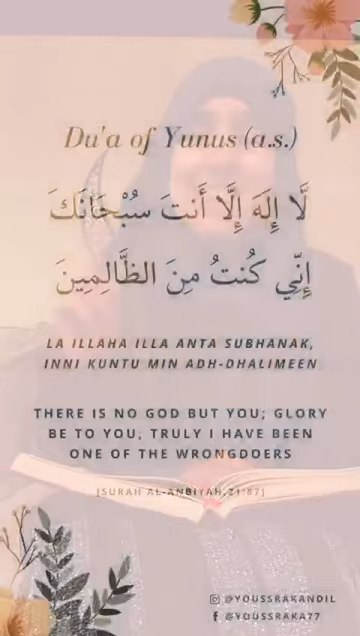 Du'a of Yunus (a.s.)
لَّا إِلَٰهَ إِلَّا أَنتَ سُبْحَانَكَ
إِنِّي كُنتُ مِنَ الظَّالِمِينَ
LA ILLAHA ILLA ANTA SUBHANAK,
INNI KUNTU MIN ADH-DHALIMEEN
THERE IS NO GOD BUT YOU; GLORY
BE TO YOU, TRULY I HAVE BEEN
ONE OF THE WRONGDOERS
[SURAH AL-ANBIYAH,21:87]
@YOUSSRAKANDIL
@YOUSSRAKA77